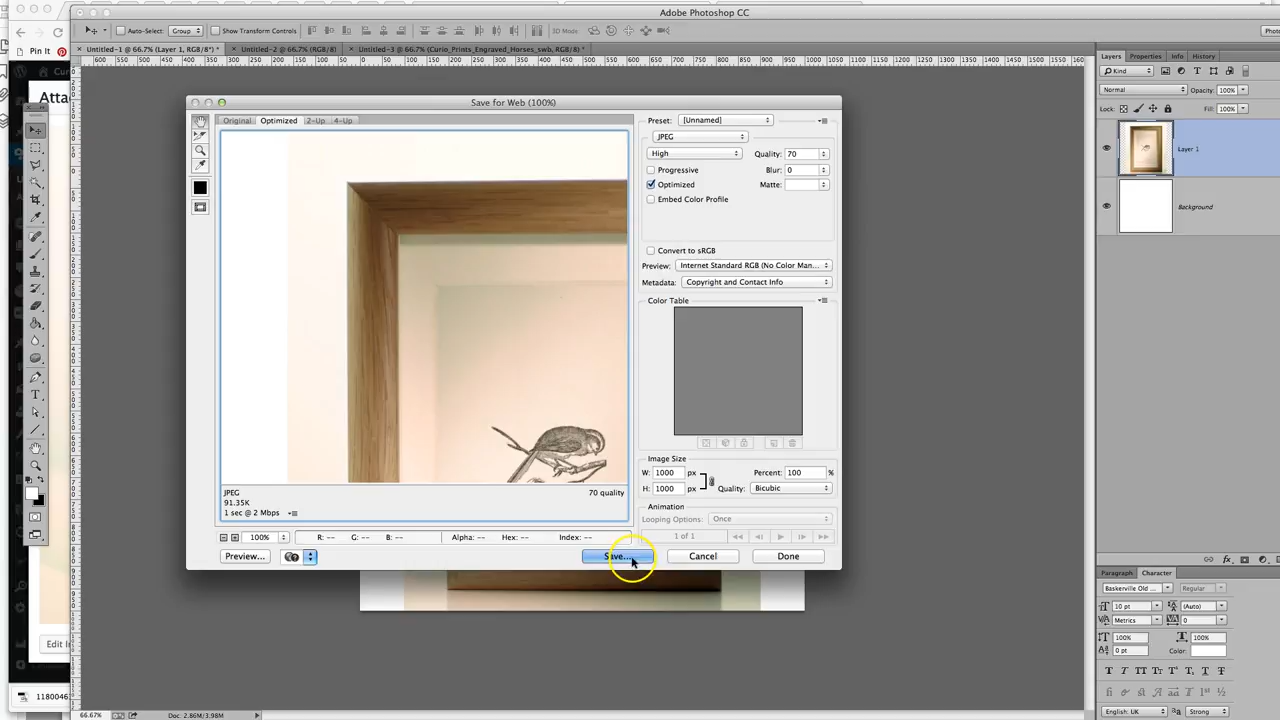 Adobe Photoshop CC
Auto-Select: Group Show Transform Controls 3D Mode:
Pin It
Untitled-1 @ 66.7% (Layer 1, RGB/8*) * Untitled-2 @ 66.7% (RGB/8) Untitled-3 @ 66.7% (Curio_Prints_Engraved_Horses_swb, RGB/8*) *
Layers Properties Info History
Kind
Normal Opacity: 100%
Lock: Fill: 100%
Layer 1
Background
Atta
Save for Web (100%)
Original Optimized 2-Up 4-Up
Preset: [Unnamed]
JPEG
High Quality: 70
Progressive Blur: 0
Optimized Matte:
Embed Color Profile
Convert to sRGB
Preview: Internet Standard RGB (No Color Man...
Metadata: Copyright and Contact Info
Color Table
Image Size
W: 1000 px Percent: 100 %
H: 1000 px Quality: Bicubic
Animation
Looping Options: Once
1 of 1
JPEG 70 quality
91.35K
1 sec @ 2 Mbps
100% R: -- G: -- B: -- Alpha: -- Hex: -- Index: --
Preview... Save... Cancel Done
Paragraph Character
Baskerville Old ... Regular
10 pt (Auto)
Metrics 0
100% 100%
0 pt Color:
English: UK Strong
Edit In
1180046
66.67% Doc: 2.86M/3.98M